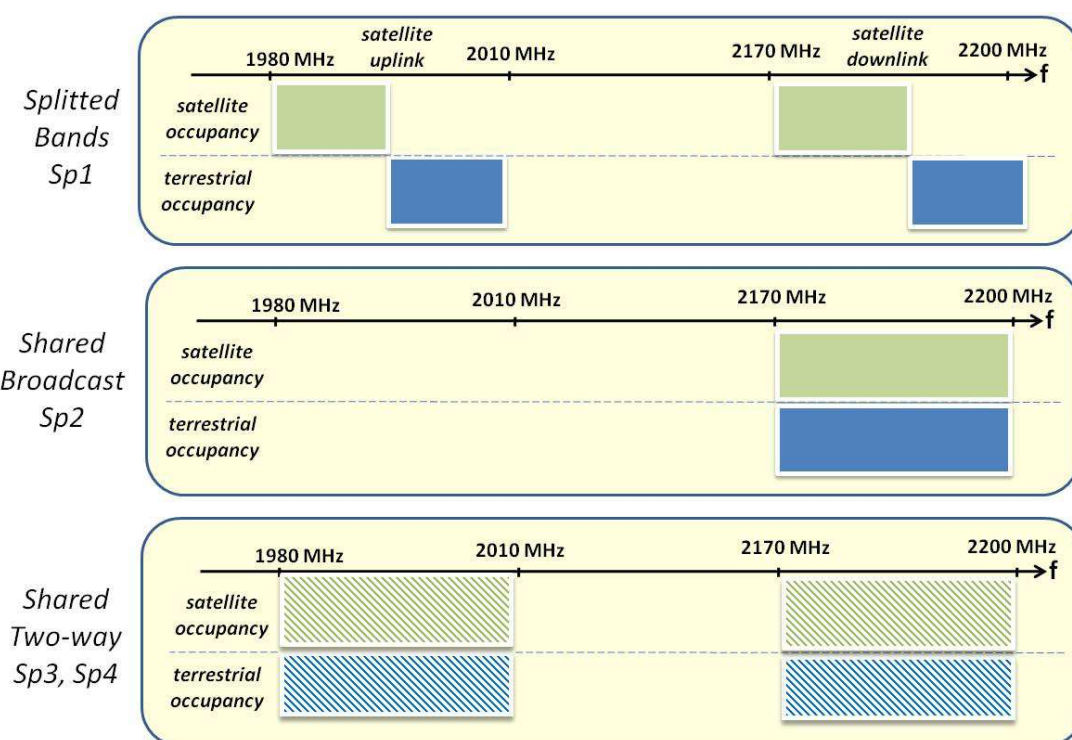 Splitted
Bands
Sp1
satellite
uplink
satellite
downlink
1980 MHz
2010 MHz
2170 MHz
2200 MHz
f
satellite
occupancy
terrestrial
occupancy
Shared
Broadcast
Sp2
1980 MHz
2010 MHz
2170 MHz
2200 MHz
f
satellite
occupancy
terrestrial
occupancy
Shared
Two-way
Sp3, Sp4
1980 MHz
2010 MHz
2170 MHz
2200 MHz
f
satellite
occupancy
terrestrial
occupancy